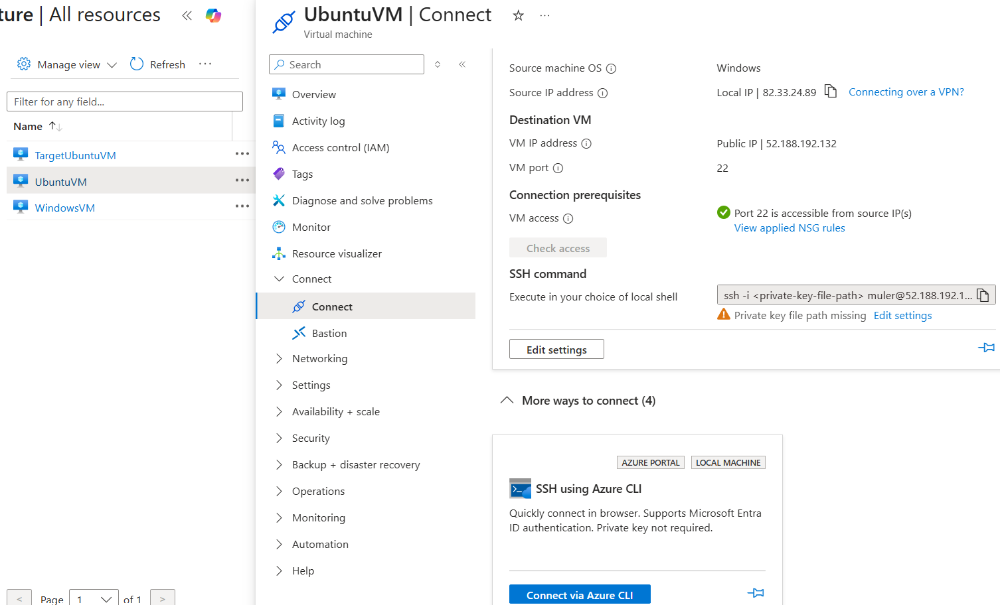 ture | All resources
Manage view
Refresh
Filter for any field...
Name
TargetUbuntuVM
UbuntuVM
WindowsVM
< Page 1 of 1 >
UbuntuVM | Connect
Virtual machine
Search
Overview
Activity log
Access control (IAM)
Tags
Diagnose and solve problems
Monitor
Resource visualizer
Connect
Connect
Bastion
Networking
Settings
Availability + scale
Security
Backup + disaster recovery
Operations
Monitoring
Automation
Help
Source machine OS Windows
Source IP address Local IP | 82.33.24.89 Connecting over a VPN?
Destination VM
VM IP address Public IP | 52.188.192.132
VM port 22
Connection prerequisites
VM access Port 22 is accessible from source IP(s)
View applied NSG rules
Check access
SSH command
Execute in your choice of local shell ssh -i <private-key-file-path> muler@52.188.192.1...
Private key file path missing Edit settings
Edit settings
More ways to connect (4)
AZURE PORTAL LOCAL MACHINE
SSH using Azure CLI
Quickly connect in browser. Supports Microsoft Entra
ID authentication. Private key not required.
Connect via Azure CLI